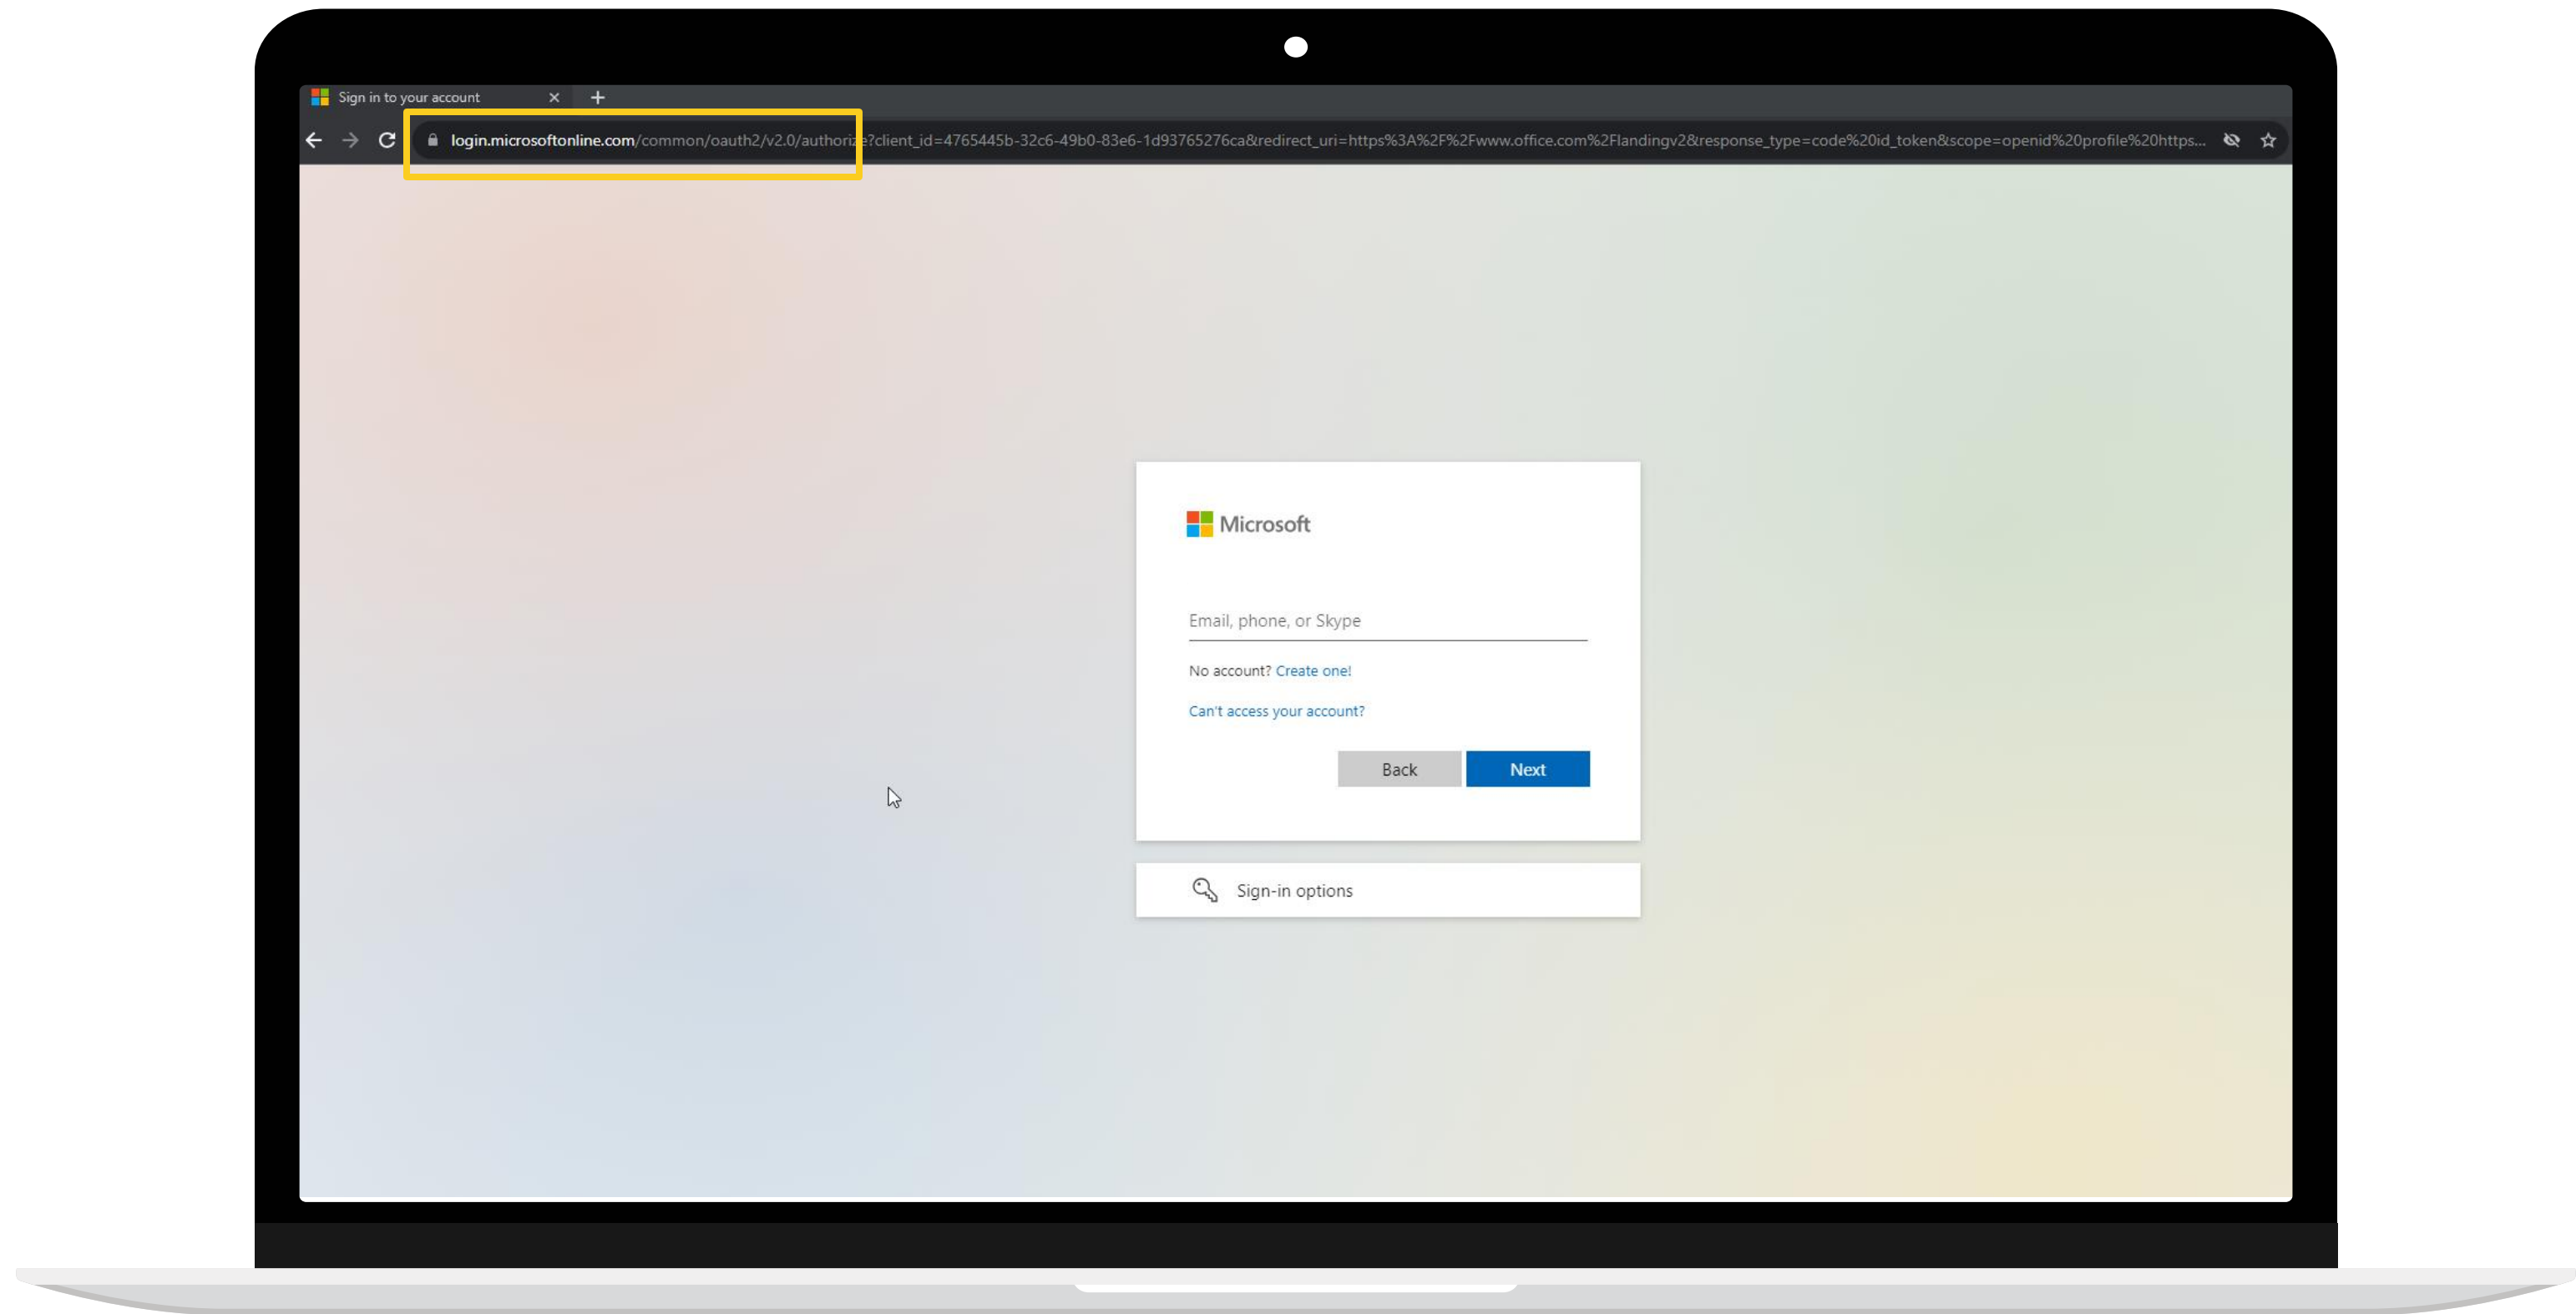 Sign in to your account
login.microsoftonline.com/common/oauth2/v2.0/authorize?client_id=4765445b-32c6-49b0-83e6-1d93765276ca&redirect_uri=https%3A%2F%2Fwww.office.com%2Flandingv2&response_type=code%20id_token&scope=openid%20profile%20https...
Microsoft
Email, phone, or Skype
No account? Create one!
Can't access your account?
Back Next
Sign-in options